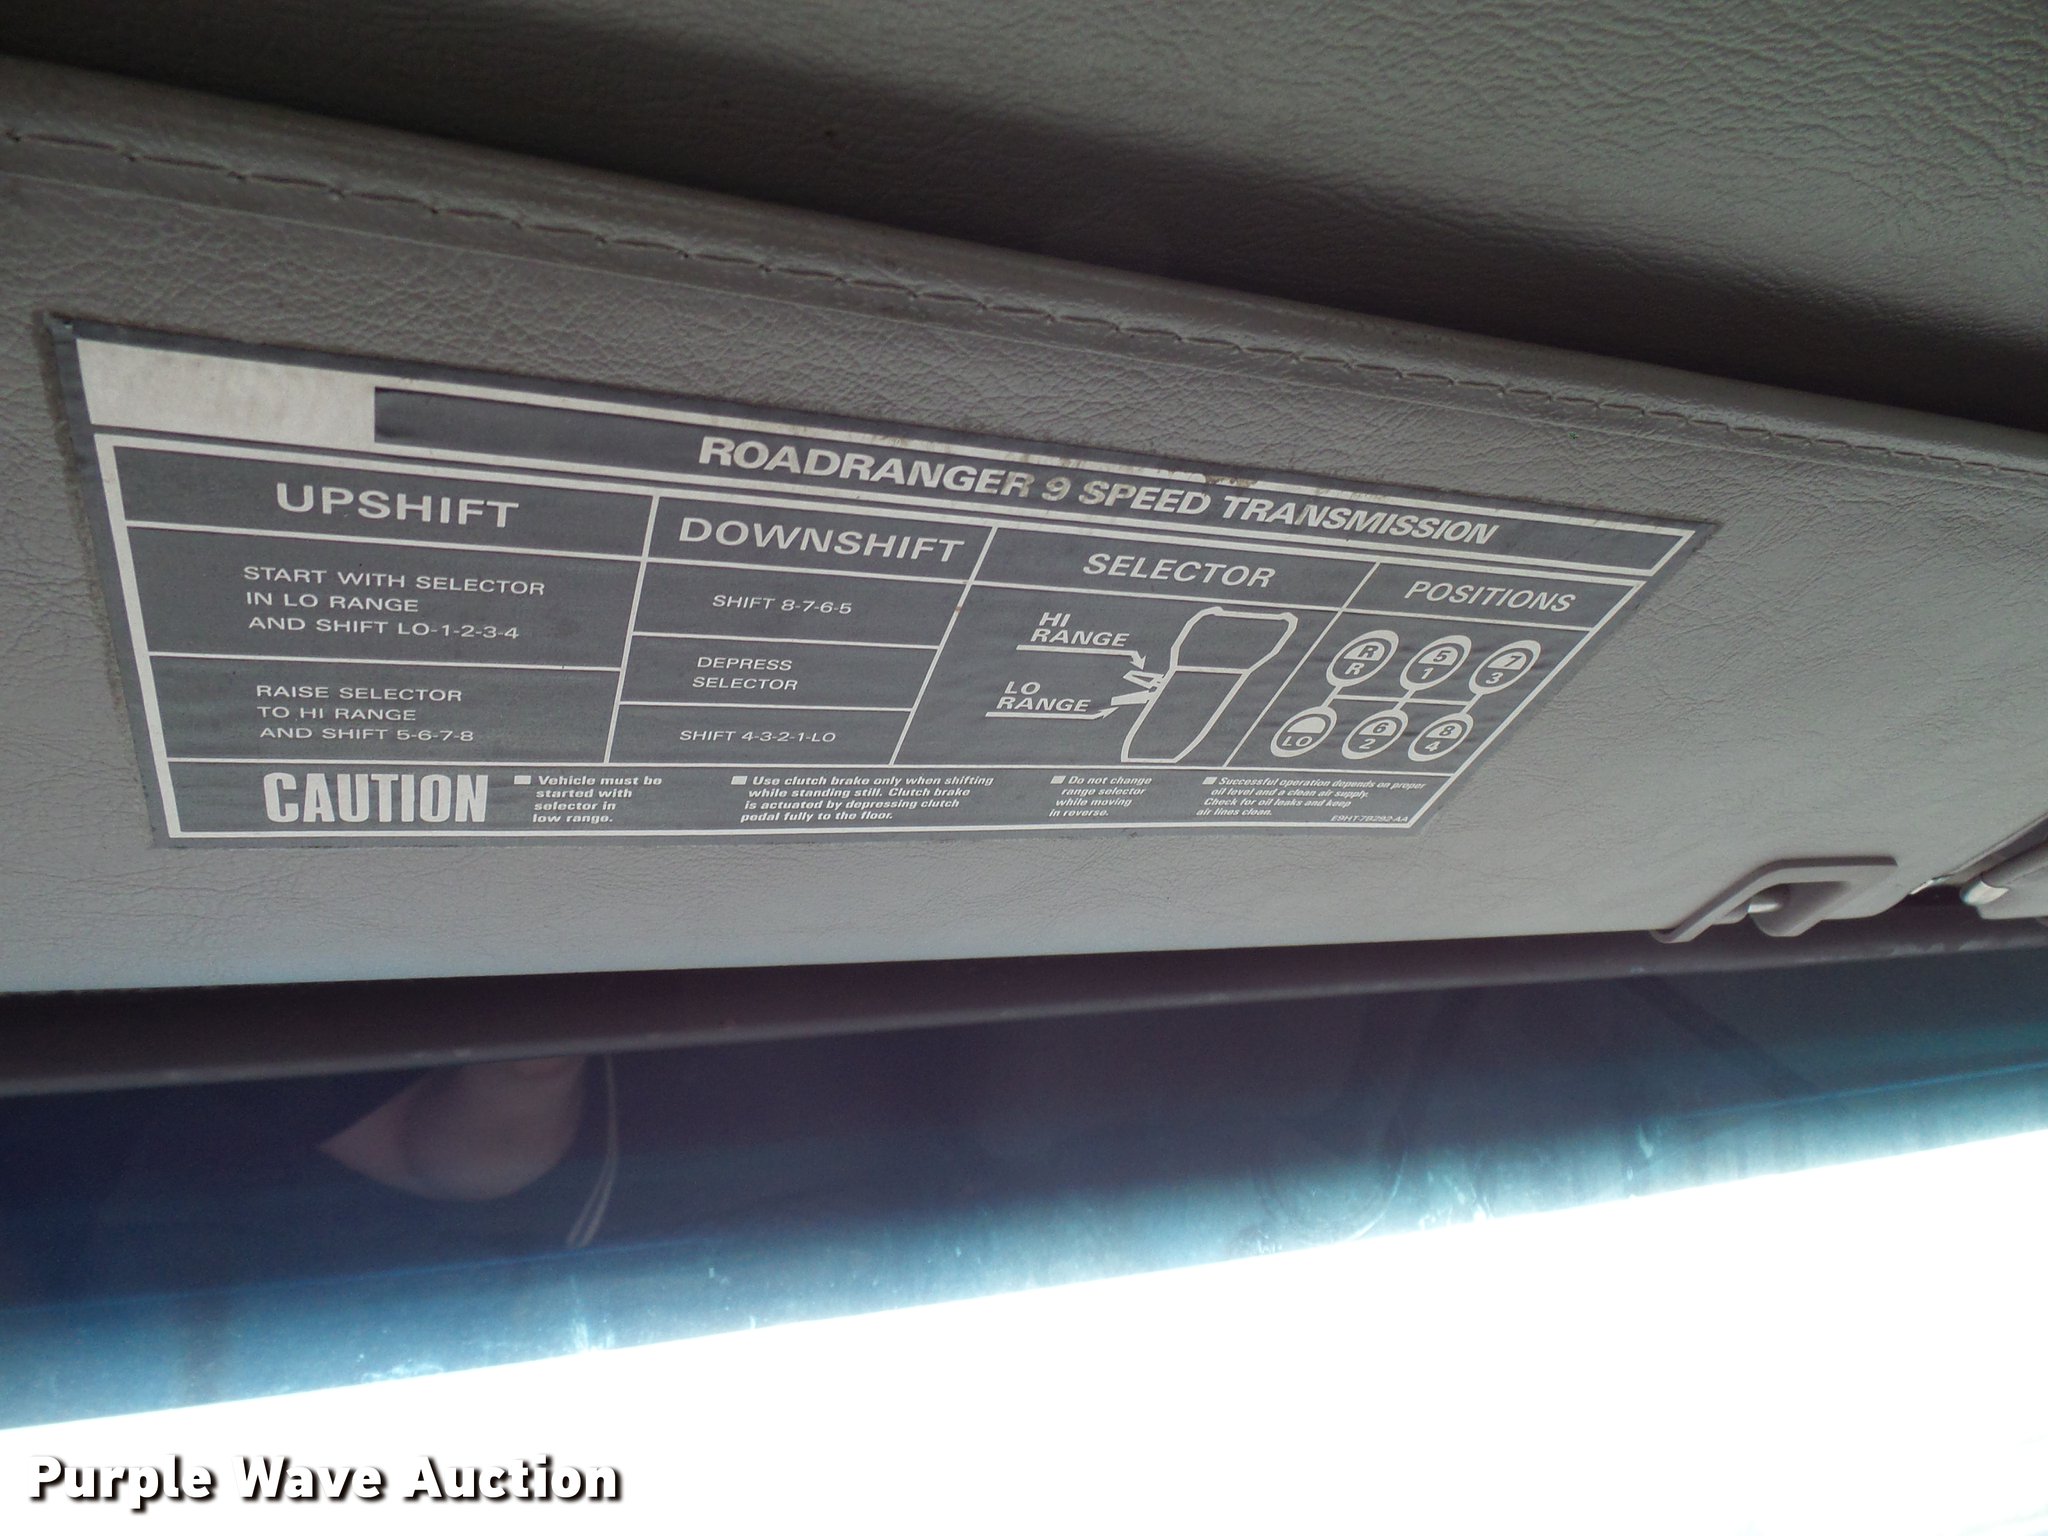 ROADRANGER 9 SPEED TRANSMISSION
UPSHIFT
START WITH SELECTOR
IN LO RANGE
AND SHIFT LO-1-2-3-4
RAISE SELECTOR
TO HI RANGE
AND SHIFT 5-6-7-8
DOWNSHIFT
SHIFT 8-7-6-5
DEPRESS
SELECTOR
SHIFT 4-3-2-1-LO
SELECTOR
HI
RANGE
LO
RANGE
POSITIONS
R 5 7
R 1 3
6 8
LO 2 4
CAUTION
■ Vehicle must be
started with
selector in
low range.
■ Use clutch brake only when shifting
while standing still. Clutch brake
is actuated by depressing clutch
pedal fully to the floor.
■ Do not change
range selector
while moving
in reverse.
■ Successful operation depends on proper
oil level and a clean air supply.
Check for oil leaks and keep
air lines clean.
E9HT-7B292-AA
Purple Wave Auction